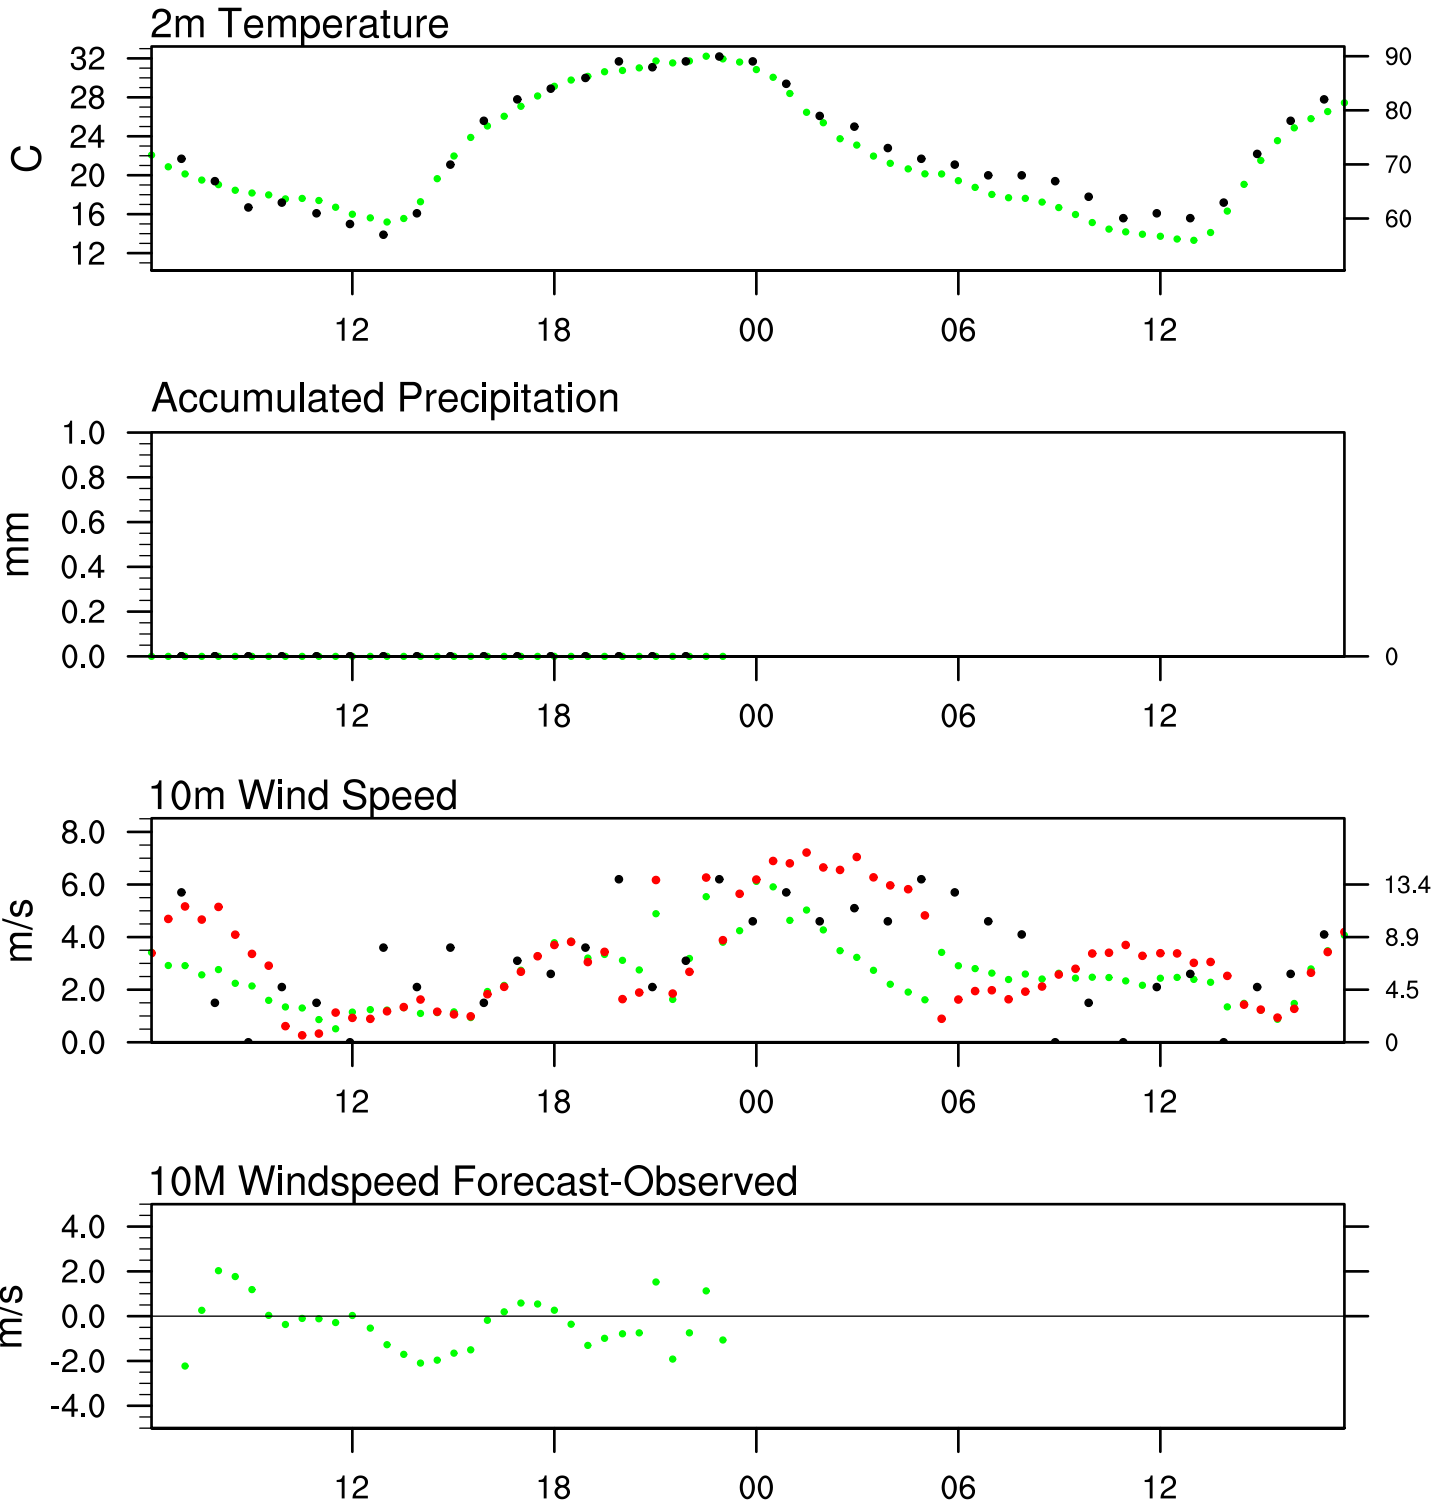 2m Temperature
32
28
24
20
16
12
C
90
80
70
60
12 18 00 06 12
Accumulated Precipitation
1.0
0.8
0.6
0.4
0.2
0.0
mm
0
12 18 00 06 12
10m Wind Speed
8.0
6.0
4.0
2.0
0.0
m/s
13.4
8.9
4.5
0
12 18 00 06 12
10M Windspeed Forecast-Observed
4.0
2.0
0.0
-2.0
-4.0
m/s
12 18 00 06 12